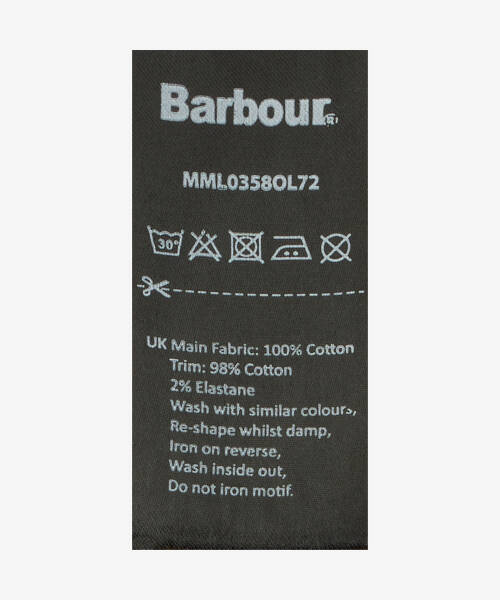 Barbour®
MML0358OL72
30°
UK Main Fabric: 100% Cotton
Trim: 98% Cotton
2% Elastane
Wash with similar colours,
Re-shape whilst damp,
Iron on reverse,
Wash inside out,
Do not iron motif.